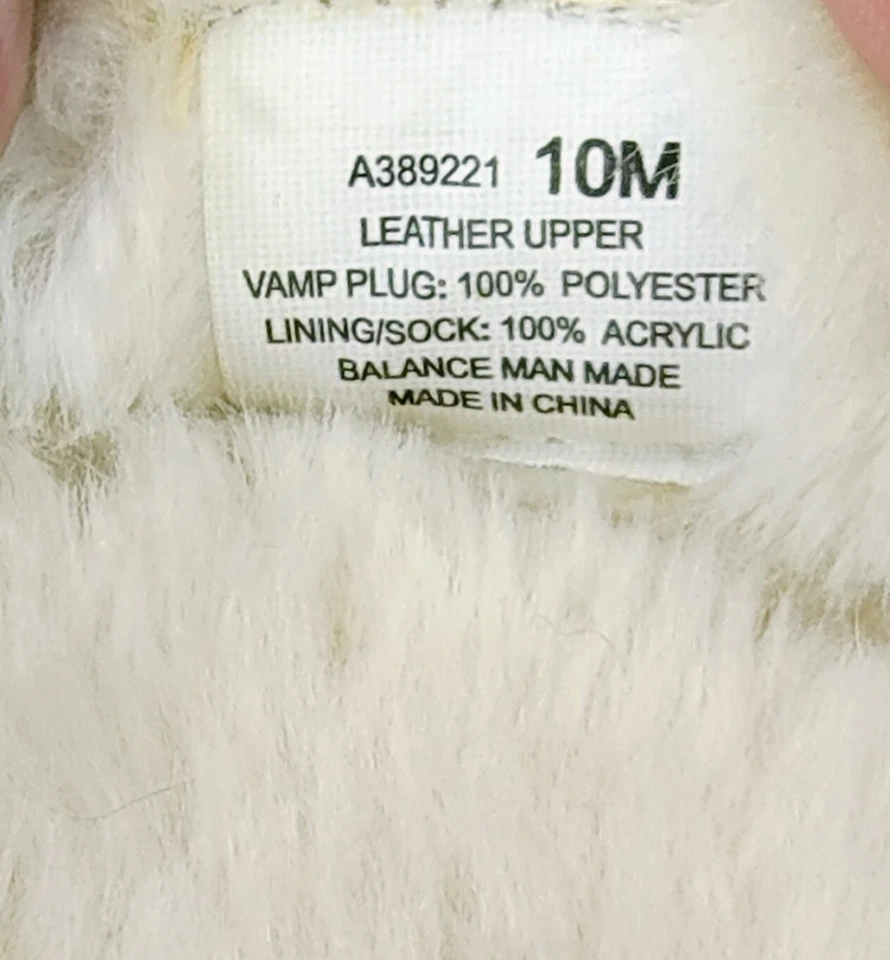 A389221 10M
LEATHER UPPER
VAMP PLUG: 100% POLYESTER
LINING/SOCK: 100% ACRYLIC
BALANCE MAN MADE
MADE IN CHINA